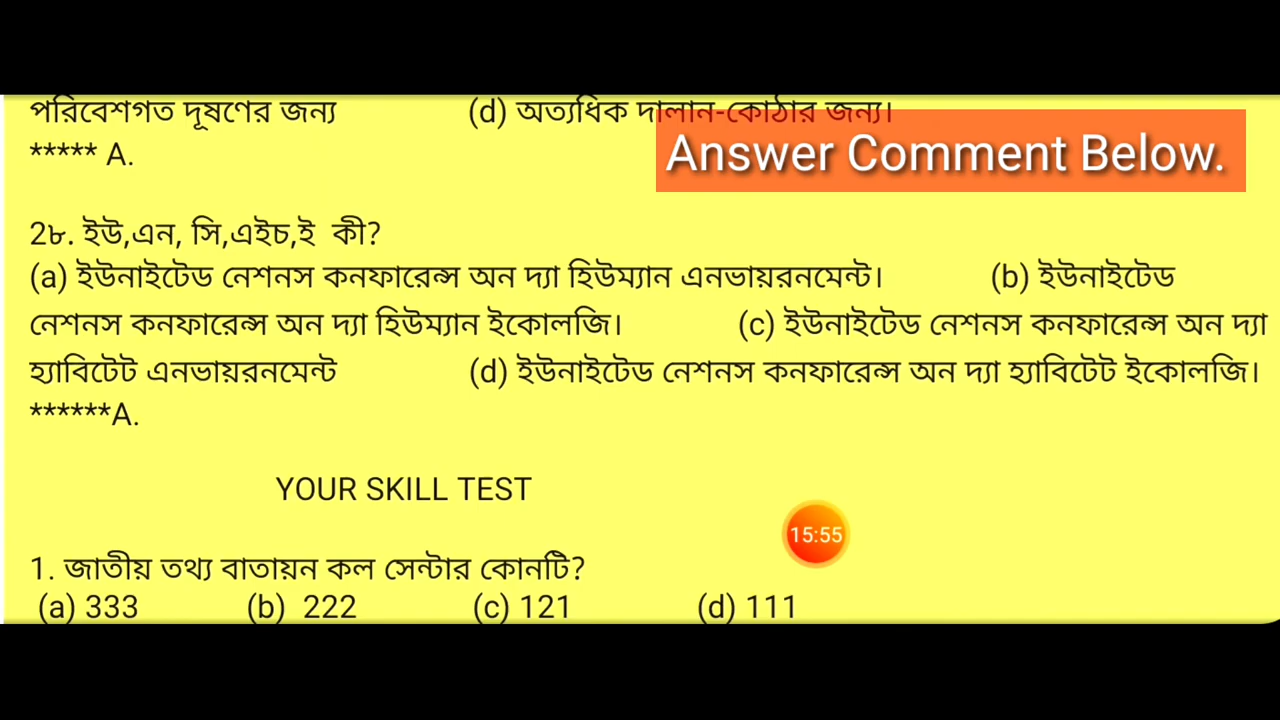 পরিবেশগত দূষণের জন্য (d) অত্যধিক দালান-কোঠার জন্য।
***** A.
Answer Comment Below.
2৮. ইউ,এন, সি,এইচ,ই কী?
(a) ইউনাইটেড নেশনস কনফারেন্স অন দ্যা হিউম্যান এনভায়রনমেন্ট। (b) ইউনাইটেড
নেশনস কনফারেন্স অন দ্যা হিউম্যান ইকোলজি। (c) ইউনাইটেড নেশনস কনফারেন্স অন দ্যা
হ্যাবিটেট এনভায়রনমেন্ট (d) ইউনাইটেড নেশনস কনফারেন্স অন দ্যা হ্যাবিটেট ইকোলজি।
******A.
YOUR SKILL TEST
15:55
1. জাতীয় তথ্য বাতায়ন কল সেন্টার কোনটি?
(a) 333 (b) 222 (c) 121 (d) 111